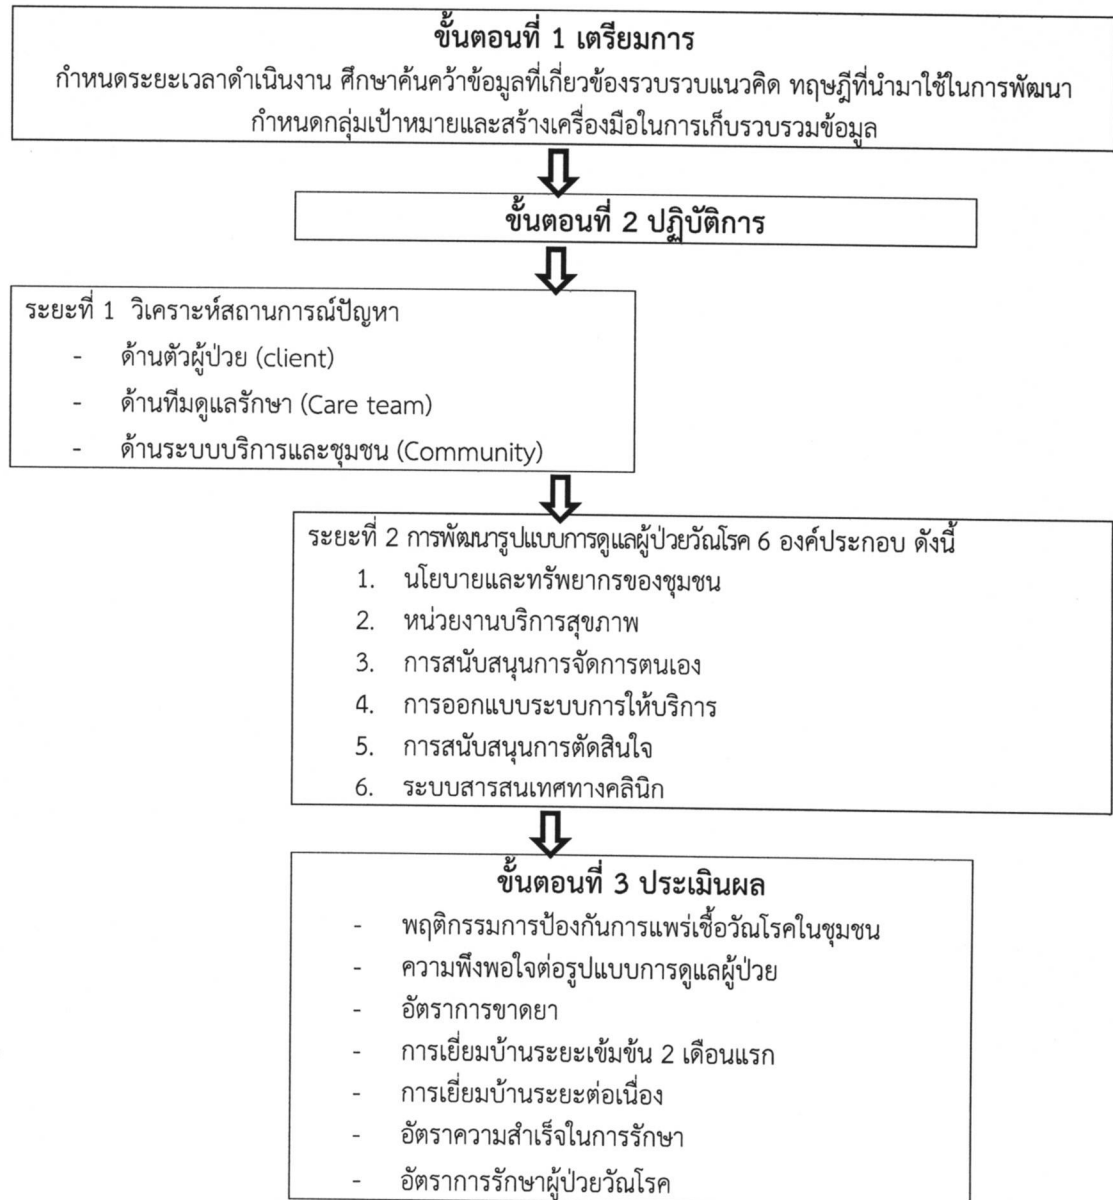 ขั้นตอนที่ 1 เตรียมการ
กำหนดระยะเวลาดำเนินงาน ศึกษาค้นคว้าข้อมูลที่เกี่ยวข้องรวบรวบแนวคิด ทฤษฎีที่นำมาใช้ในการพัฒนา
กำหนดกลุ่มเป้าหมายและสร้างเครื่องมือในการเก็บรวบรวมข้อมูล
ขั้นตอนที่ 2 ปฏิบัติการ
ระยะที่ 1 วิเคราะห์สถานการณ์ปัญหา
- ด้านตัวผู้ป่วย (client)
- ด้านทีมดูแลรักษา (Care team)
- ด้านระบบบริการและชุมชน (Community)
ระยะที่ 2 การพัฒนารูปแบบการดูแลผู้ป่วยวัณโรค 6 องค์ประกอบ ดังนี้
1. นโยบายและทรัพยากรของชุมชน
2. หน่วยงานบริการสุขภาพ
3. การสนับสนุนการจัดการตนเอง
4. การออกแบบระบบการให้บริการ
5. การสนับสนุนการตัดสินใจ
6. ระบบสารสนเทศทางคลินิก
ขั้นตอนที่ 3 ประเมินผล
- พฤติกรรมการป้องกันการแพร่เชื้อวัณโรคในชุมชน
- ความพึงพอใจต่อรูปแบบการดูแลผู้ป่วย
- อัตราการขาดยา
- การเยี่ยมบ้านระยะเข้มข้น 2 เดือนแรก
- การเยี่ยมบ้านระยะต่อเนื่อง
- อัตราความสำเร็จในการรักษา
- อัตราการรักษาผู้ป่วยวัณโรค